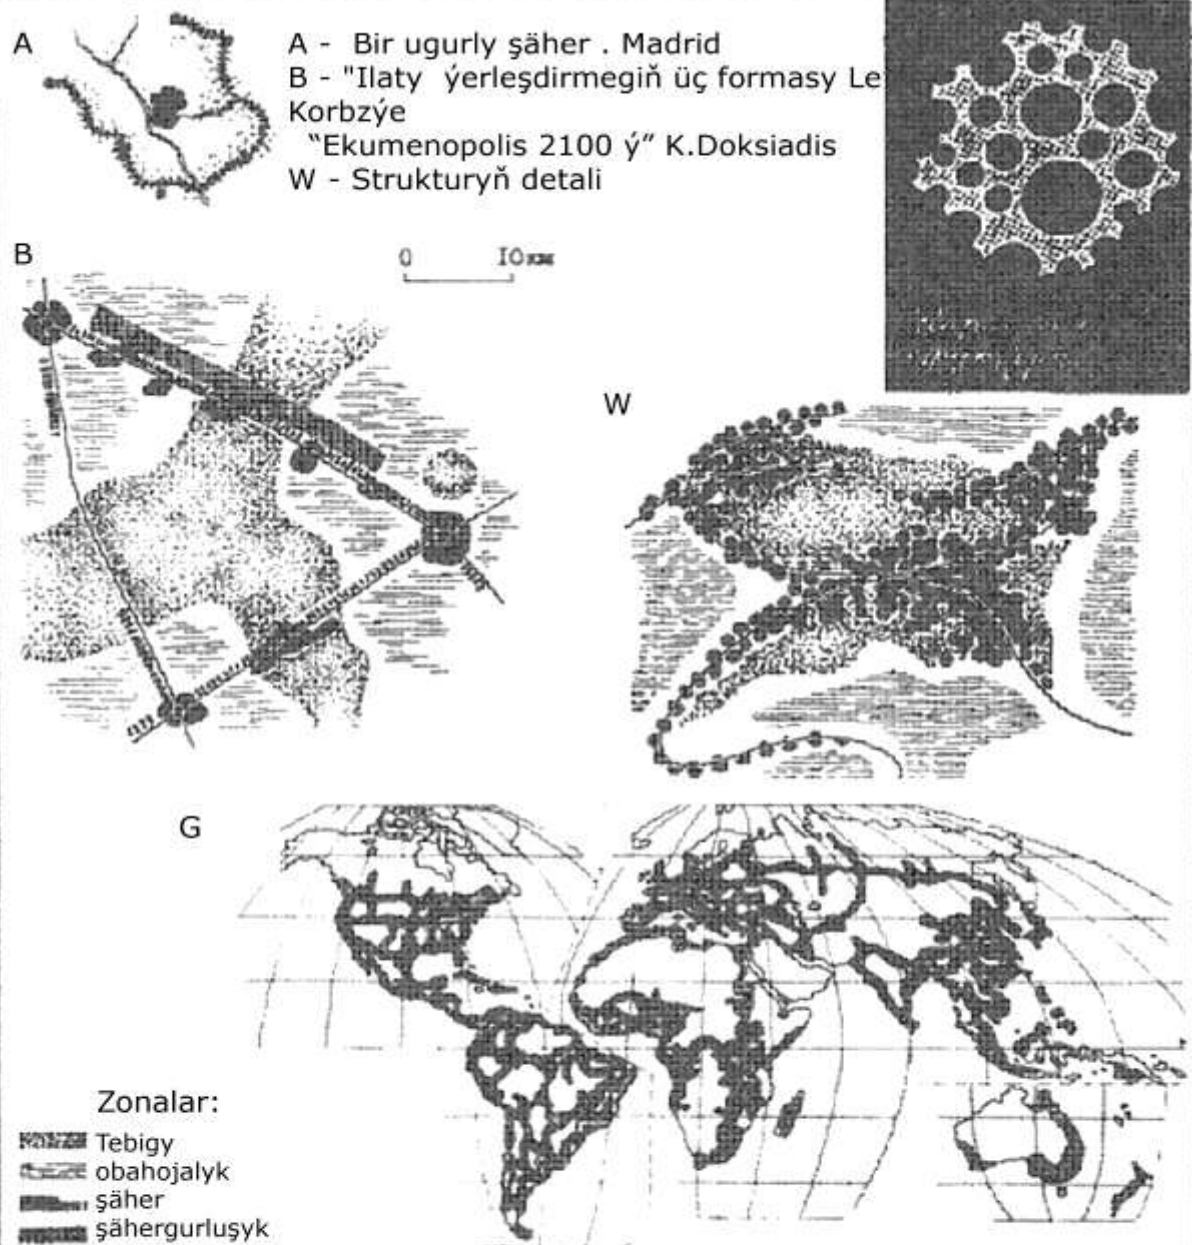 A
A - Bir ugurly şäher . Madrid
B - "Ilaty ýerleşdirmegiň üç formasy Le
Korbzýe
“Ekumenopolis 2100 ý” K.Doksiadis
W - Strukturyň detali
B
0 10 км
W
G
Zonalar:
Tebigy
obahojalyk
şäher
şähergurluşyk